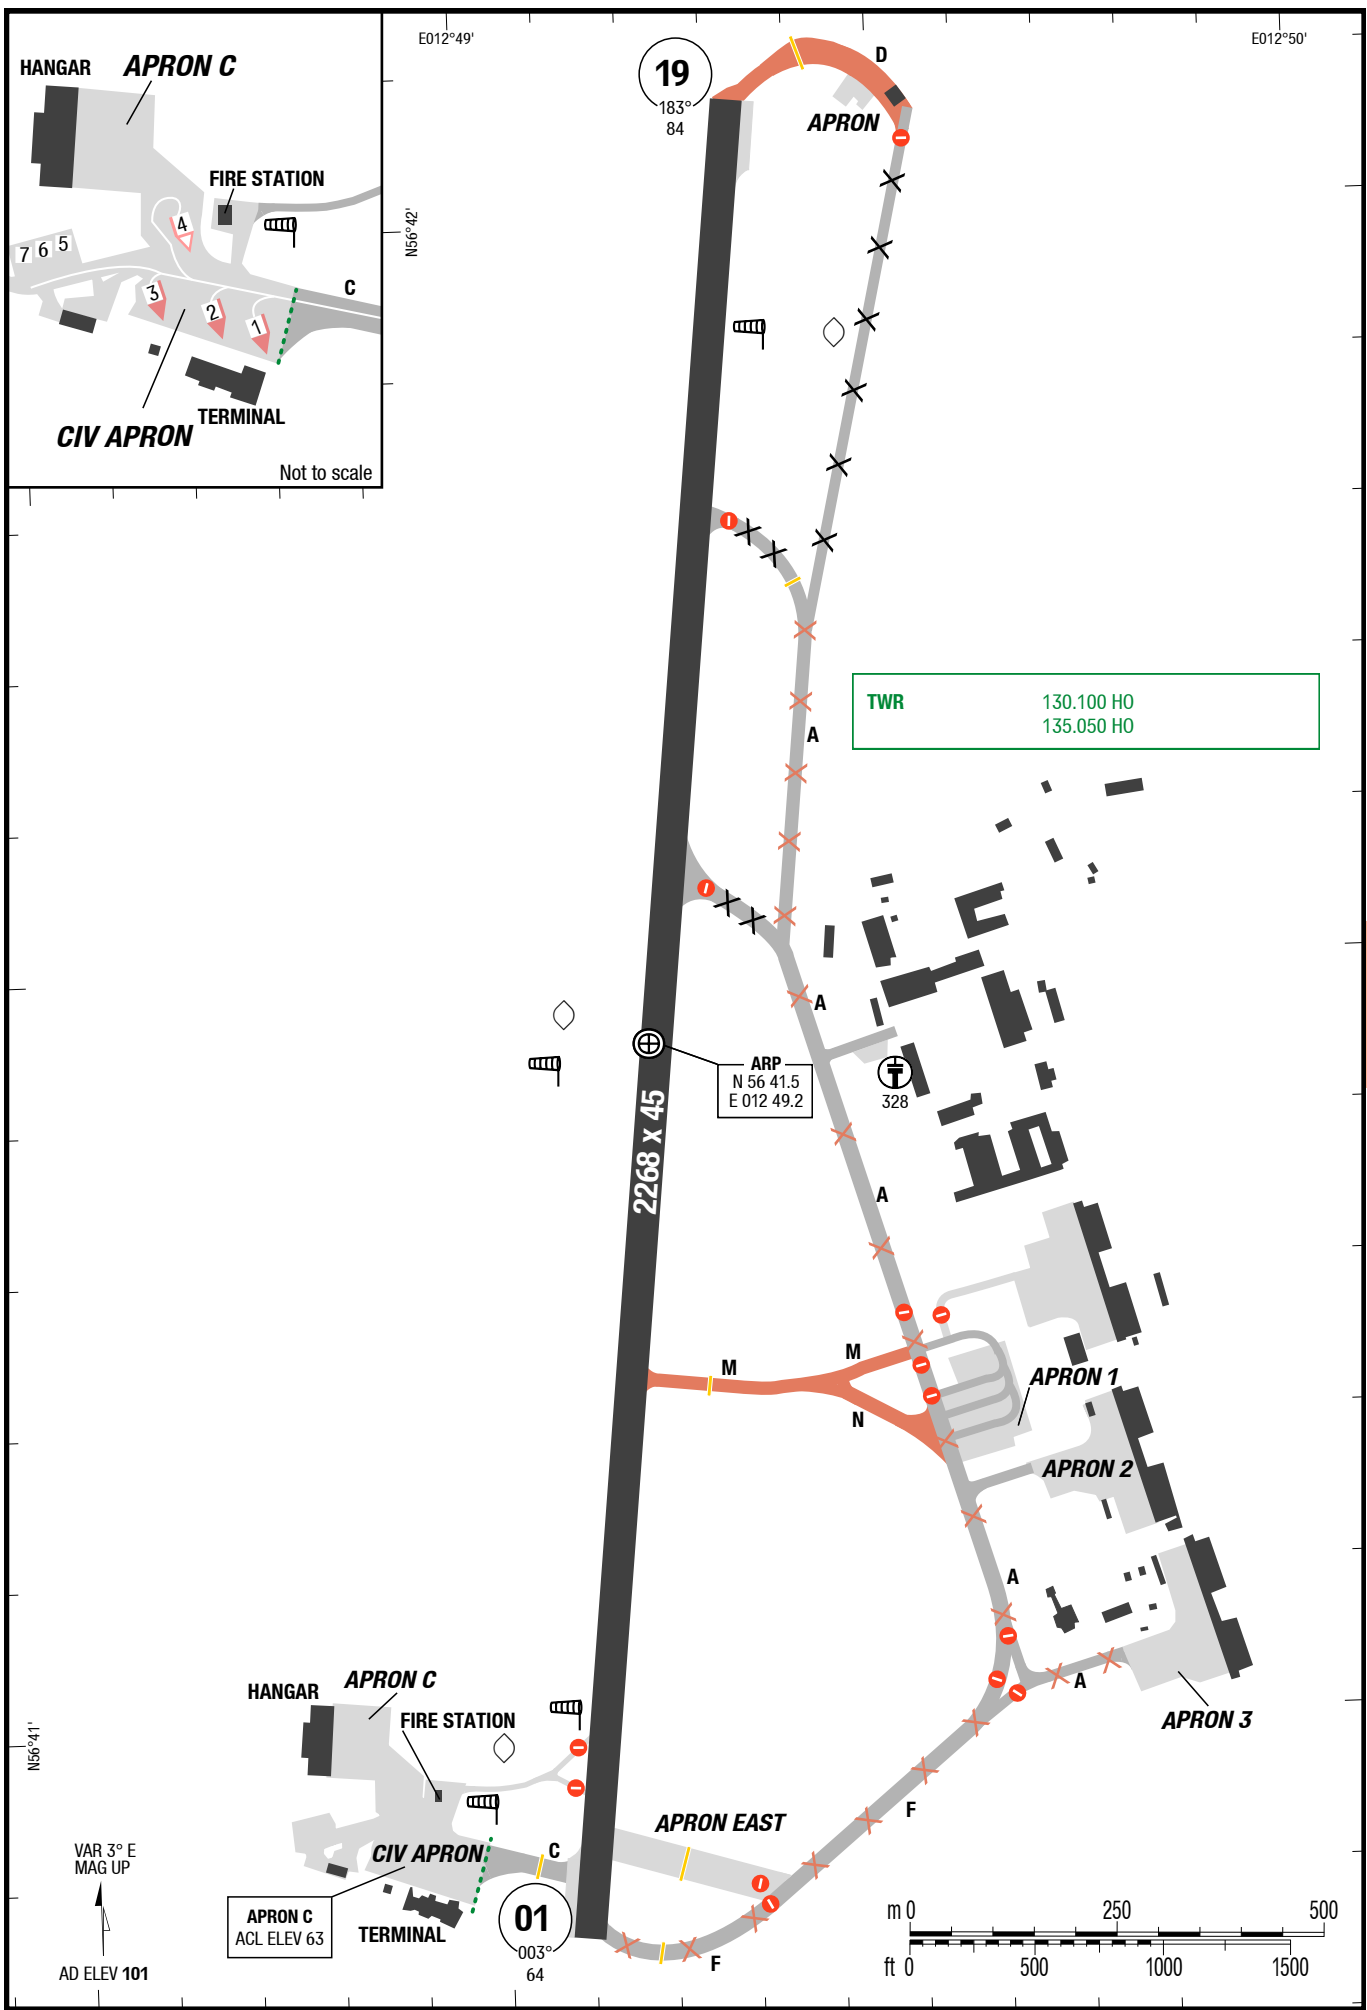 E012°49'
E012°50'
HANGAR
APRON C
FIRE STATION
4
7 6 5
3
2
1
C
CIV APRON
TERMINAL
Not to scale
N56°42'
19
183°
84
D
APRON
TWR 130.100 HO
135.050 HO
A
A
ARP
N 56 41.5
E 012 49.2
328
2268 x 45
A
M
M
N
APRON 1
APRON 2
A
A
APRON 3
HANGAR
APRON C
FIRE STATION
N56°41'
APRON EAST
F
CIV APRON
C
APRON C
ACL ELEV 63
TERMINAL
01
003°
64
F
VAR 3° E
MAG UP
AD ELEV 101
m 0 250 500
ft 0 500 1000 1500